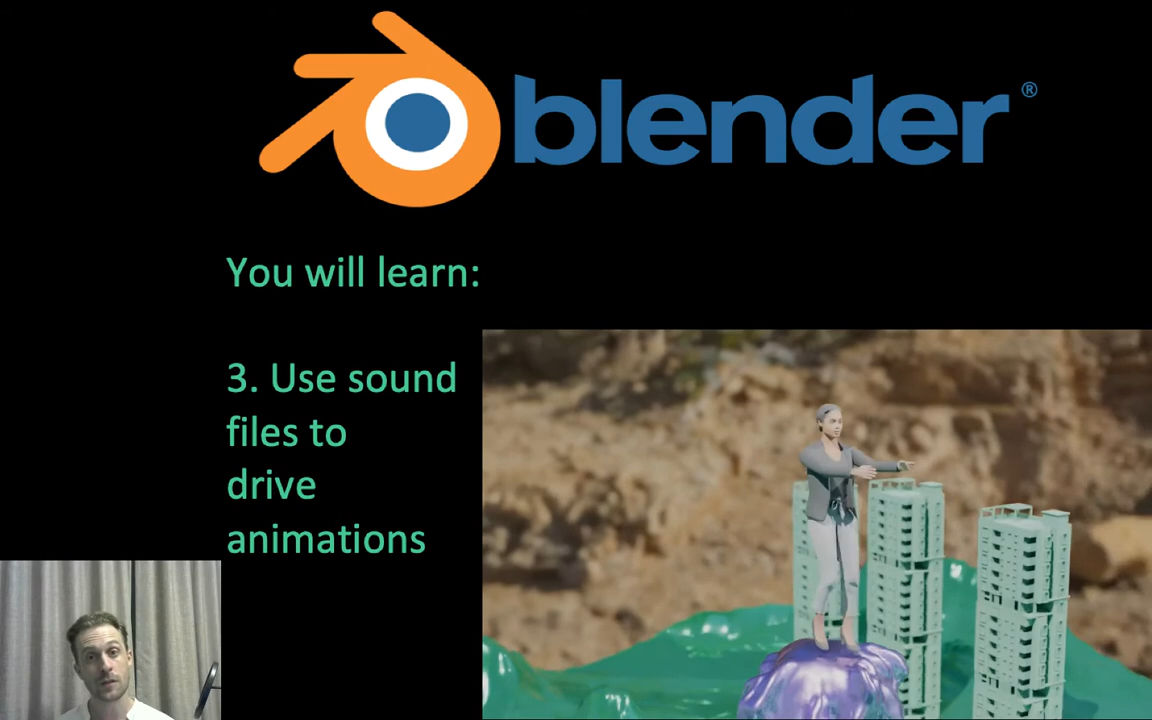 blender®
You will learn:
3. Use sound
files to
drive
animations